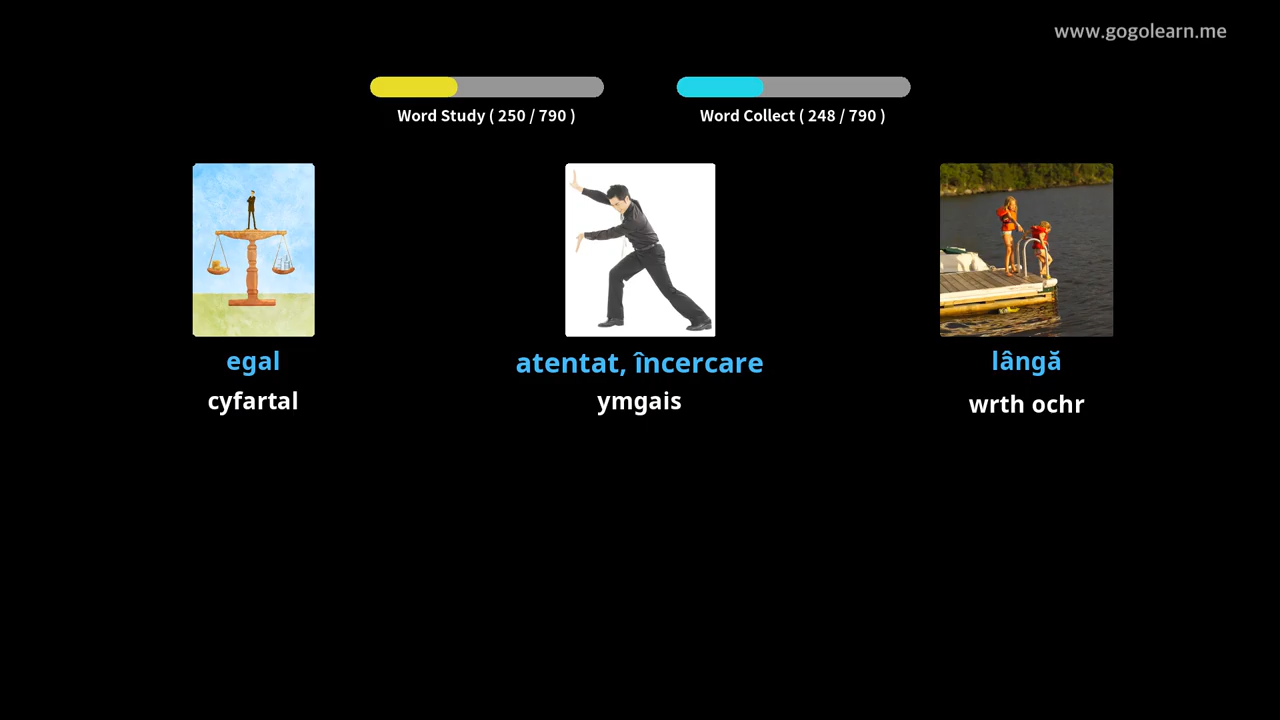 www.gogolearn.me
Word Study ( 250 / 790 )
Word Collect ( 248 / 790 )
egal
atentat, încercare
lângă
cyfartal
ymgais
wrth ochr